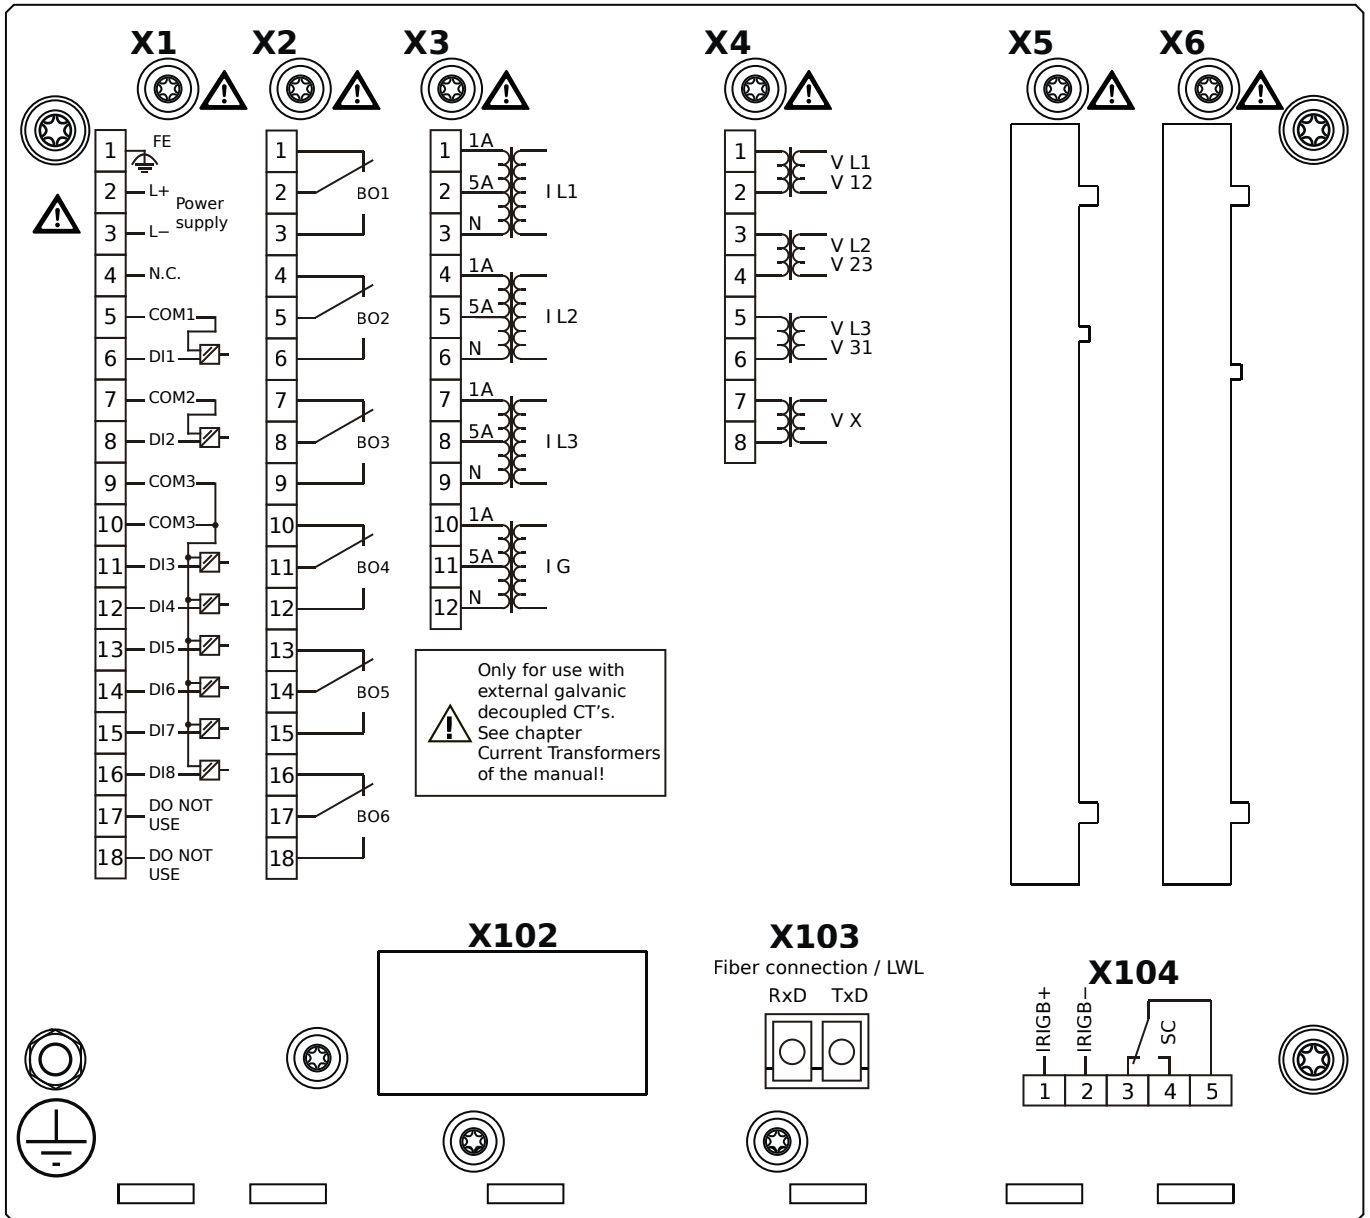 X1
X2
X3
X4
X5
X6
1 FE
2 L+
Power
supply
3 L−
4 N.C.
5 COM1
6 DI1
7 COM2
8 DI2
9 COM3
10 COM3
11 DI3
12 DI4
13 DI5
14 DI6
15 DI7
16 DI8
17 DO NOT
USE
18 DO NOT
USE
1
2 BO1
3
4
5 BO2
6
7
8 BO3
9
10
11 BO4
12
13
14 BO5
15
16
17 BO6
18
1 1A
2 5A I L1
3 N
4 1A
5 5A I L2
6 N
7 1A
8 5A I L3
9 N
10 1A
11 5A I G
12 N
Only for use with
external galvanic
decoupled CT's.
See chapter
Current Transformers
of the manual!
1 V L1
2 V 12
3 V L2
4 V 23
5 V L3
6 V 31
7 V X
8
X102
X103
Fiber connection / LWL
RxD TxD
X104
IRIGB+
IRIGB−
SC
1 2 3 4 5